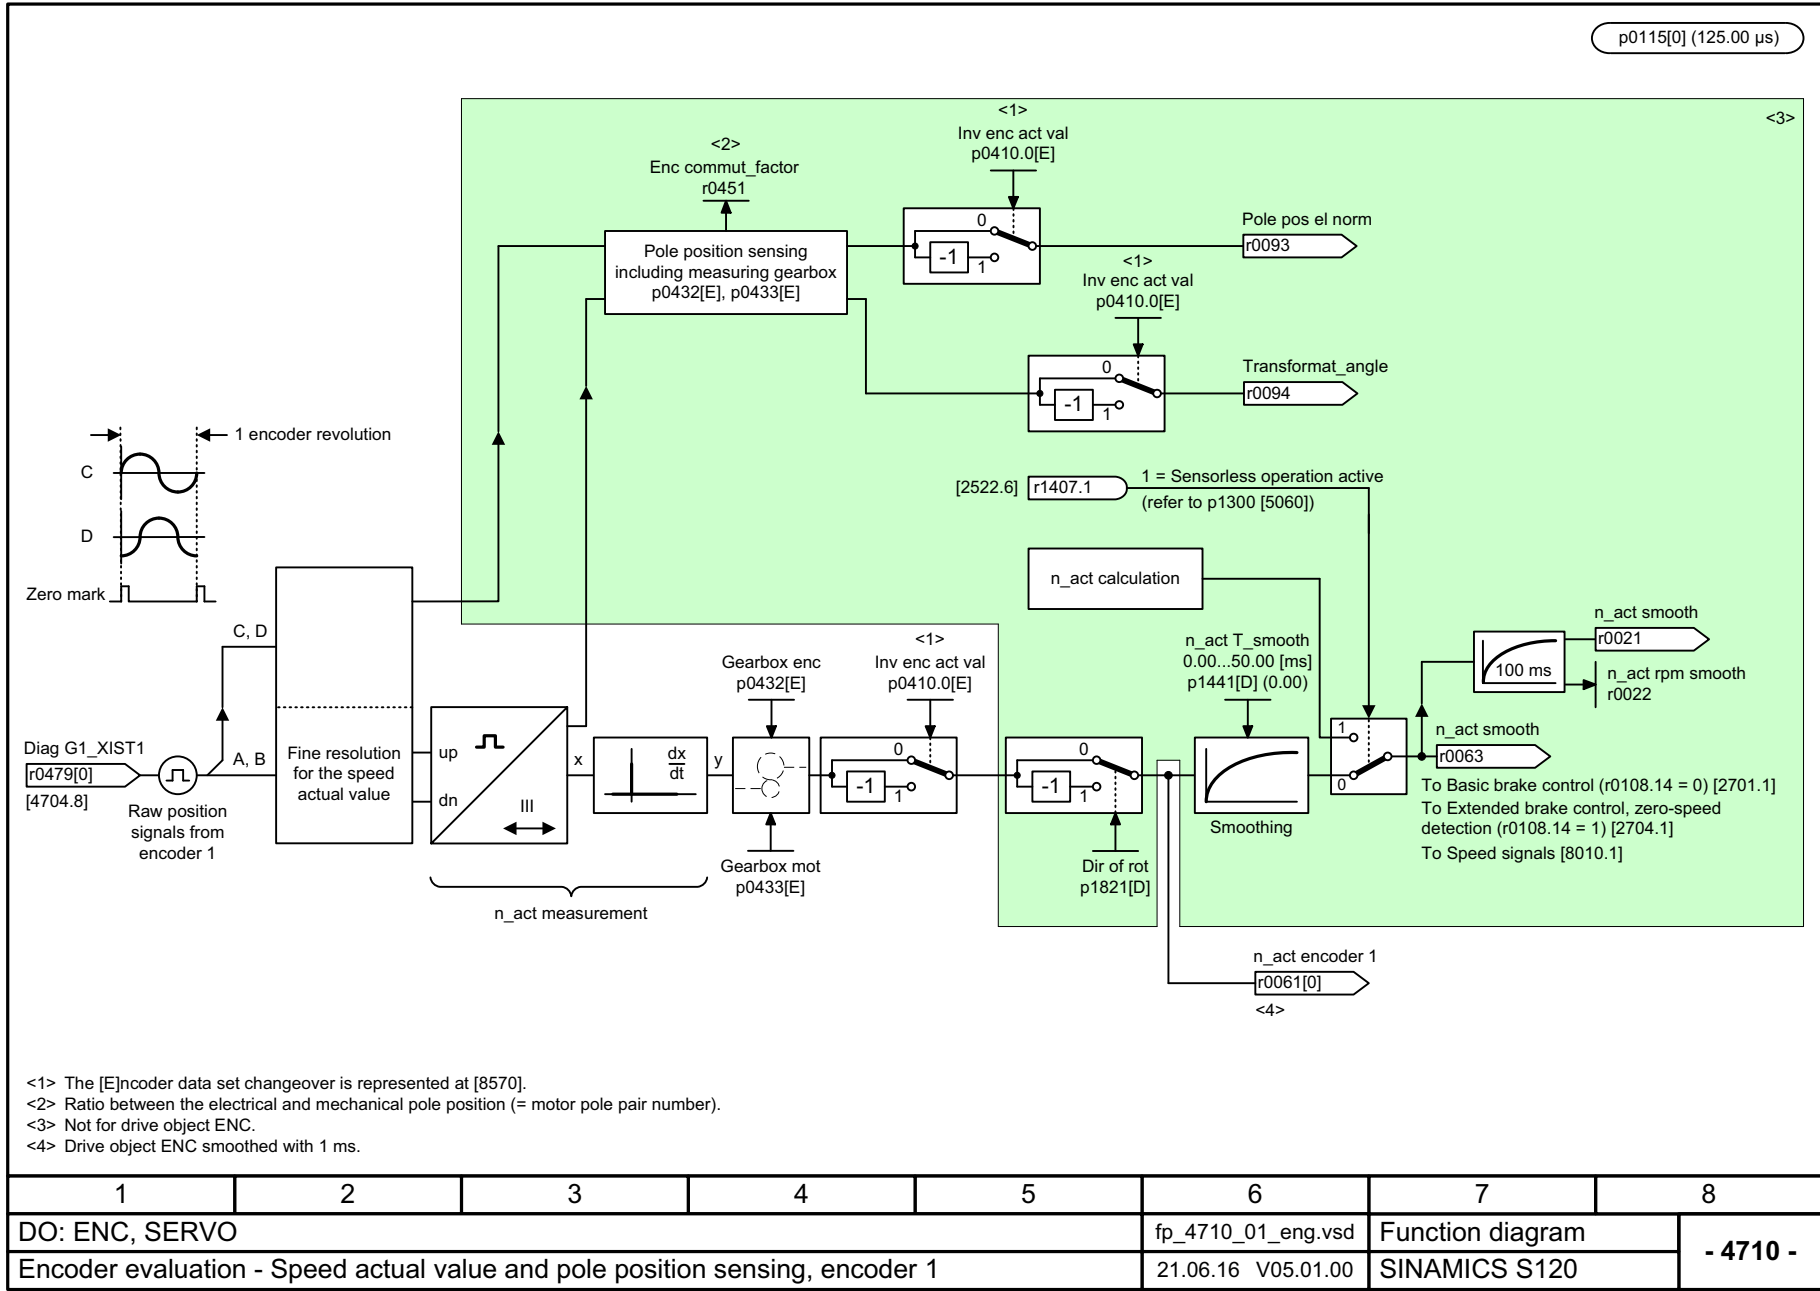 p0115[0] (125.00 µs)
<3>
<1>
Inv enc act val
p0410.0[E]
<2>
Enc commut_factor
r0451
Pole position sensing
including measuring gearbox
p0432[E], p0433[E]
0
-1
1
Pole pos el norm
r0093
<1>
Inv enc act val
p0410.0[E]
0
-1
1
Transformat_angle
r0094
1 encoder revolution
C
D
Zero mark
[2522.6]
r1407.1
1 = Sensorless operation active
(refer to p1300 [5060])
n_act calculation
C, D
A, B
Diag G1_XIST1
r0479[0]
[4704.8]
Raw position
signals from
encoder 1
Fine resolution
for the speed
actual value
up
dn
III
x
dx
dt
y
n_act measurement
Gearbox enc
p0432[E]
Gearbox mot
p0433[E]
<1>
Inv enc act val
p0410.0[E]
0
-1
1
0
-1
1
Dir of rot
p1821[D]
n_act T_smooth
0.00...50.00 [ms]
p1441[D] (0.00)
Smoothing
1
0
100 ms
n_act smooth
r0021
n_act rpm smooth
r0022
n_act smooth
r0063
To Basic brake control (r0108.14 = 0) [2701.1]
To Extended brake control, zero-speed
detection (r0108.14 = 1) [2704.1]
To Speed signals [8010.1]
n_act encoder 1
r0061[0]
<4>
<1> The [E]ncoder data set changeover is represented at [8570].
<2> Ratio between the electrical and mechanical pole position (= motor pole pair number).
<3> Not for drive object ENC.
<4> Drive object ENC smoothed with 1 ms.
1 2 3 4 5 6 7 8
DO: ENC, SERVO
fp_4710_01_eng.vsd
Function diagram
- 4710 -
Encoder evaluation - Speed actual value and pole position sensing, encoder 1
21.06.16 V05.01.00
SINAMICS S120